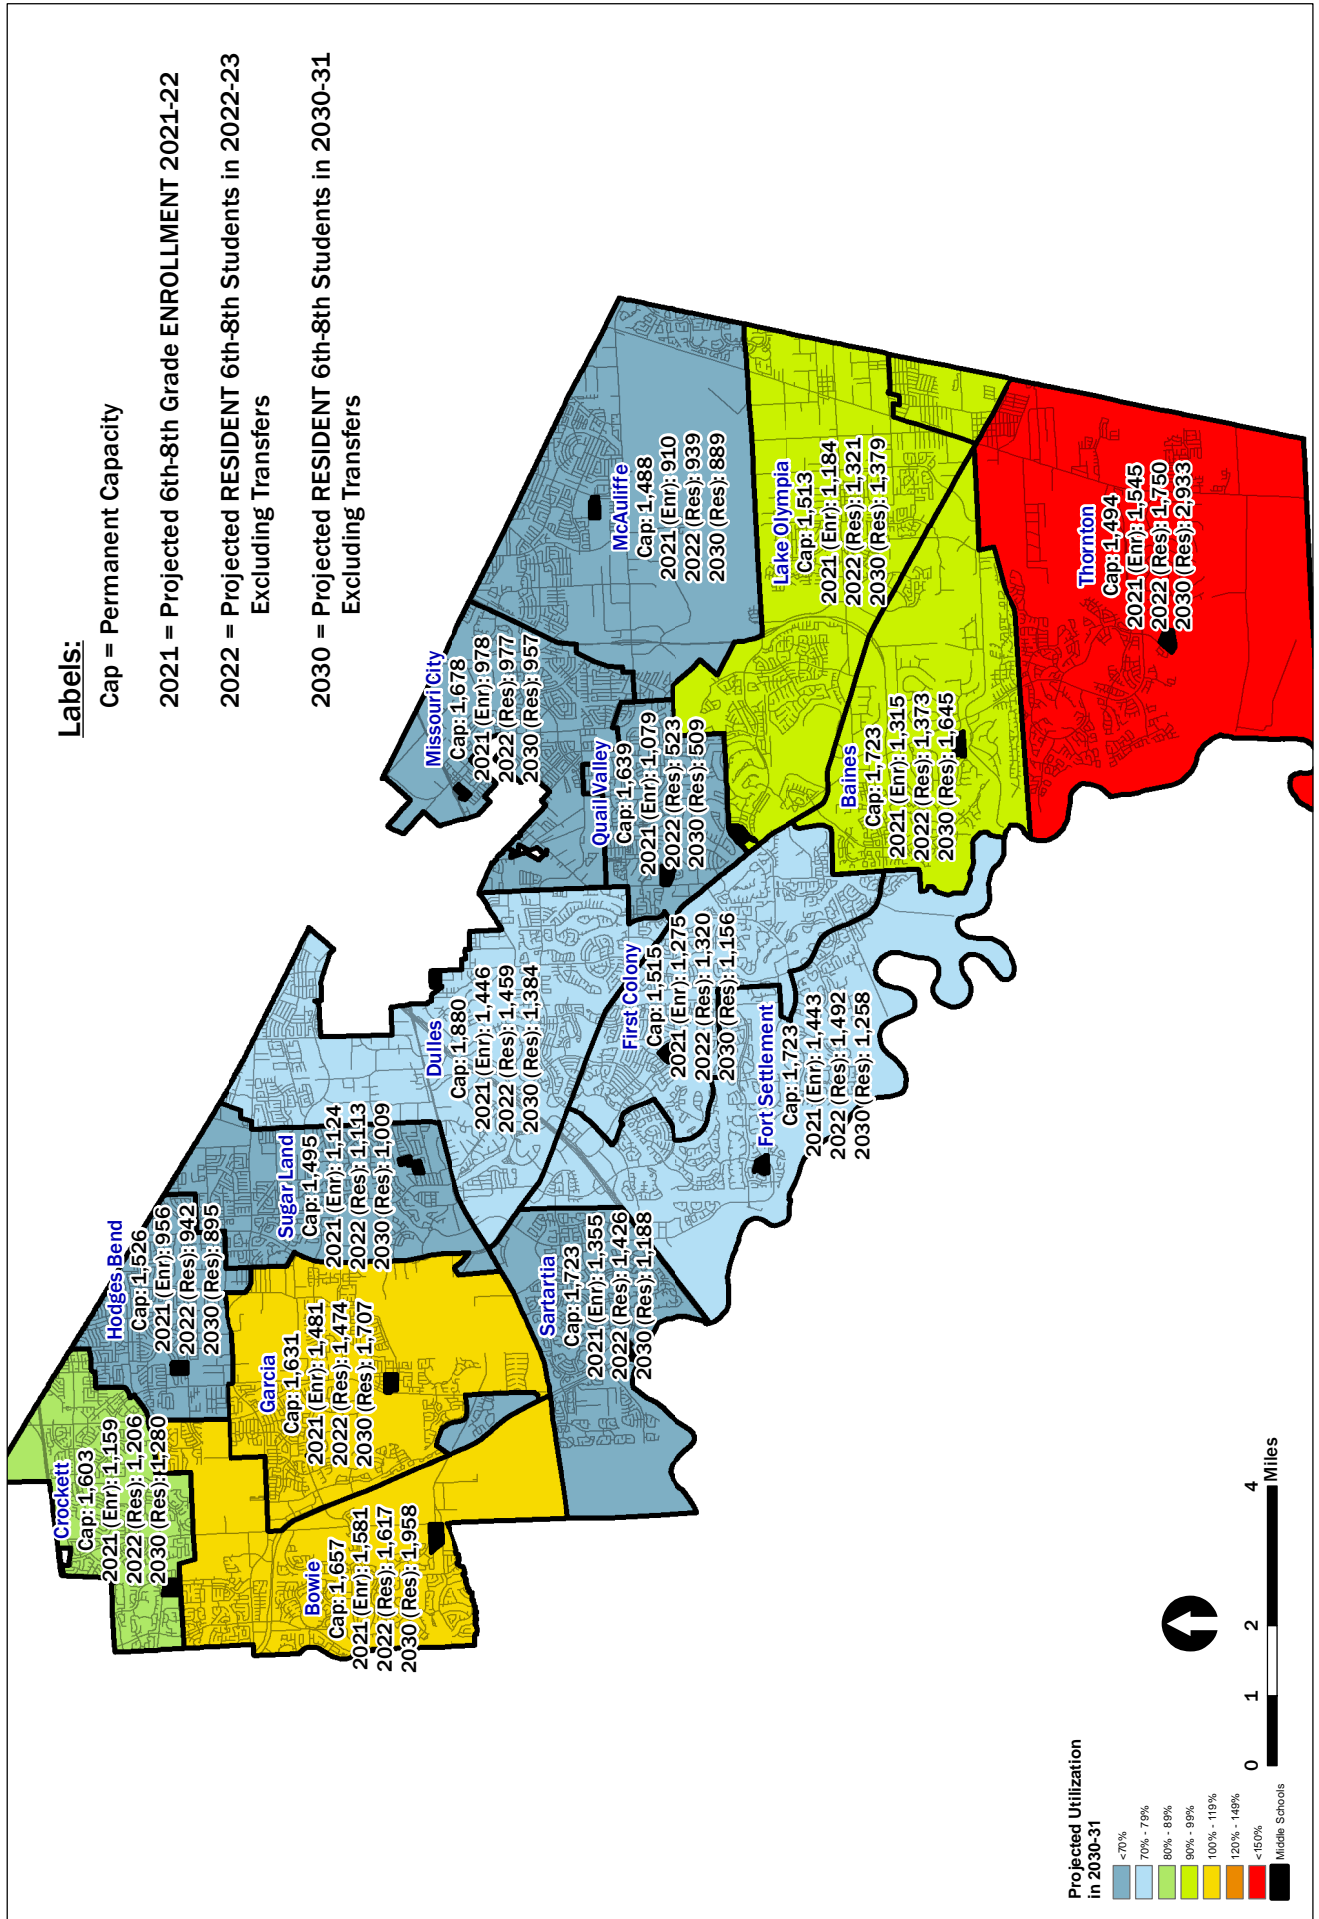 Labels:
Cap = Permanent Capacity
2021 = Projected 6th-8th Grade ENROLLMENT 2021-22
2022 = Projected RESIDENT 6th-8th Students in 2022-23
Excluding Transfers
2030 = Projected RESIDENT 6th-8th Students in 2030-31
Excluding Transfers
Crockett
Cap: 1,603
2021 (Enr): 1,159
2022 (Res): 1,206
2030 (Res): 1,280
Hodges Bend
Cap: 1,526
2021 (Enr): 956
2022 (Res): 942
2030 (Res): 895
Bowie
Cap: 1,657
2021 (Enr): 1,581
2022 (Res): 1,617
2030 (Res): 1,958
Garcia
Cap: 1,631
2021 (Enr): 1,481
2022 (Res): 1,474
2030 (Res): 1,707
Sugar Land
Cap: 1,495
2021 (Enr): 1,124
2022 (Res): 1,113
2030 (Res): 1,009
Dulles
Cap: 1,880
2021 (Enr): 1,446
2022 (Res): 1,459
2030 (Res): 1,384
Missouri City
Cap: 1,678
2021 (Enr): 978
2022 (Res): 977
2030 (Res): 957
Sartartia
Cap: 1,723
2021 (Enr): 1,355
2022 (Res): 1,426
2030 (Res): 1,188
First Colony
Cap: 1,515
2021 (Enr): 1,275
2022 (Res): 1,320
2030 (Res): 1,156
Quail Valley
Cap: 1,639
2021 (Enr): 1,079
2022 (Res): 523
2030 (Res): 509
McAuliffe
Cap: 1,488
2021 (Enr): 910
2022 (Res): 939
2030 (Res): 889
Fort Settlement
Cap: 1,723
2021 (Enr): 1,443
2022 (Res): 1,492
2030 (Res): 1,258
Lake Olympia
Cap: 1,513
2021 (Enr): 1,184
2022 (Res): 1,321
2030 (Res): 1,379
Baines
Cap: 1,723
2021 (Enr): 1,315
2022 (Res): 1,373
2030 (Res): 1,645
Thornton
Cap: 1,494
2021 (Enr): 1,545
2022 (Res): 1,750
2030 (Res): 2,933
Projected Utilization
in 2030-31
<70%
70% - 79%
80% - 89%
90% - 99%
100% - 119%
120% - 149%
<150%
Middle Schools
0 1 2 4
Miles